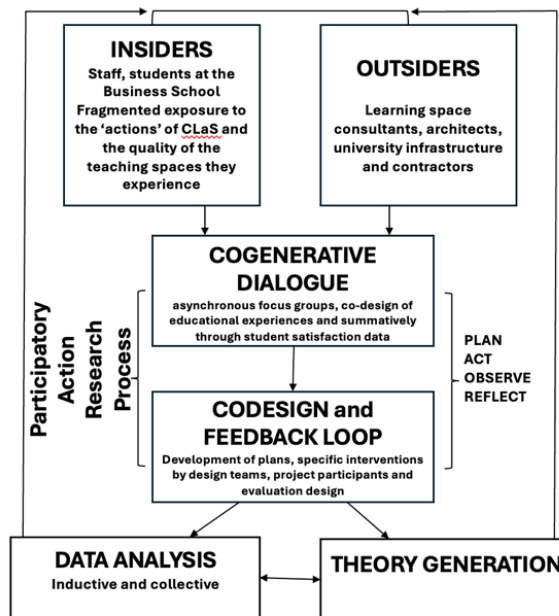 INSIDERS
Staff, students at the
Business School
Fragmented exposure to
the ‘actions’ of CLaS and
the quality of the
teaching spaces they
experience
OUTSIDERS
Learning space
consultants, architects,
university infrastructure
and contractors
COGENERATIVE
DIALOGUE
asynchronous focus groups, co-design of
educational experiences and summatively
through student satisfaction data
Participatory
Action
Research
Process
PLAN
ACT
OBSERVE
REFLECT
CODESIGN and
FEEDBACK LOOP
Development of plans, specific interventions
by design teams, project participants and
evaluation design
DATA ANALYSIS
Inductive and collective
THEORY GENERATION